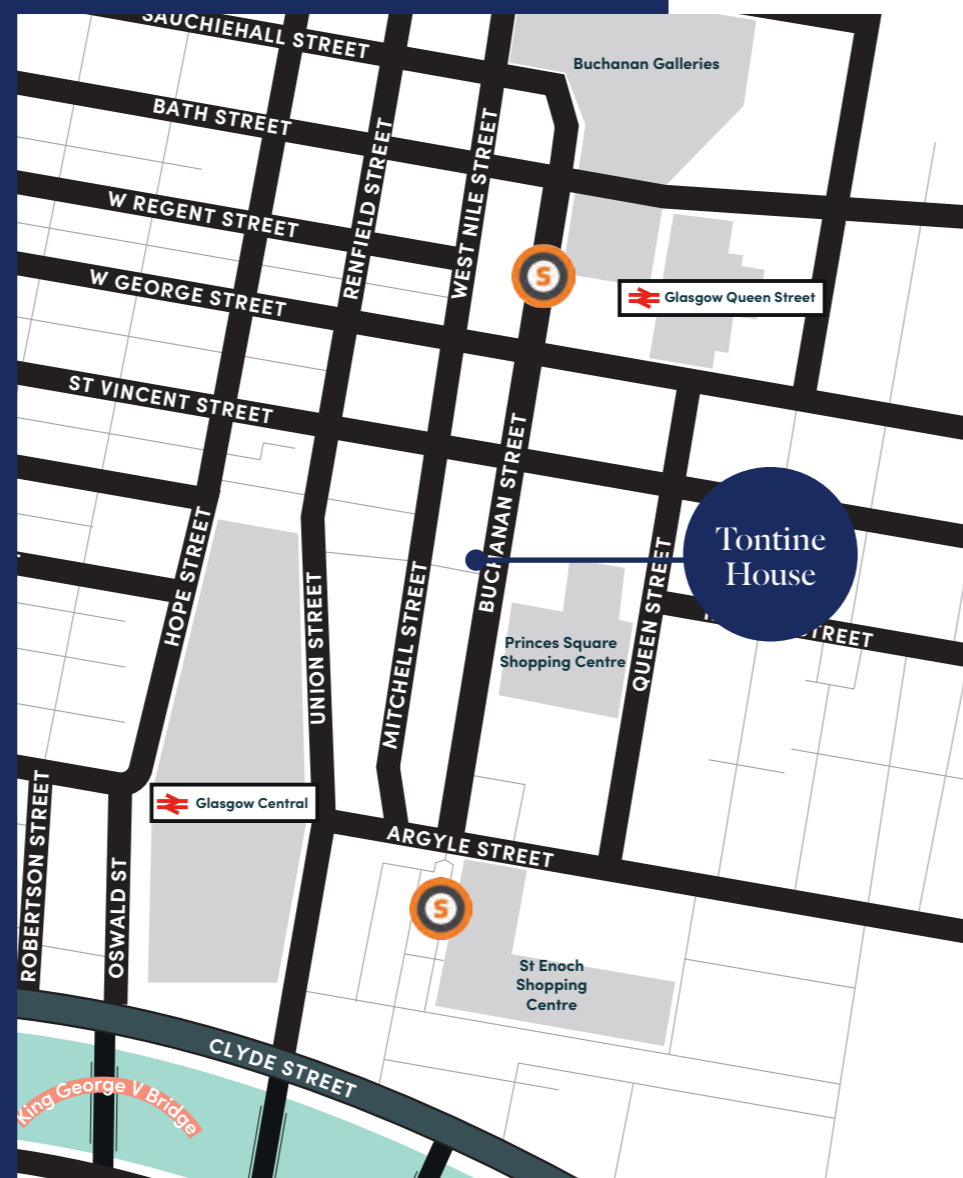 SAUCHIEHALL STREET
Buchanan Galleries
BATH STREET
RENFIELD STREET
WEST NILE STREET
W REGENT STREET
S
Glasgow Queen Street
W GEORGE STREET
ST VINCENT STREET
BUCHANAN STREET
Tontine
House
HOPE STREET
UNION STREET
MITCHELL STREET
QUEEN STREET
STREET
Princes Square
Shopping Centre
Glasgow Central
ROBERTSON STREET
OSWALD ST
ARGYLE STREET
S
St Enoch
Shopping
Centre
CLYDE STREET
King George V Bridge